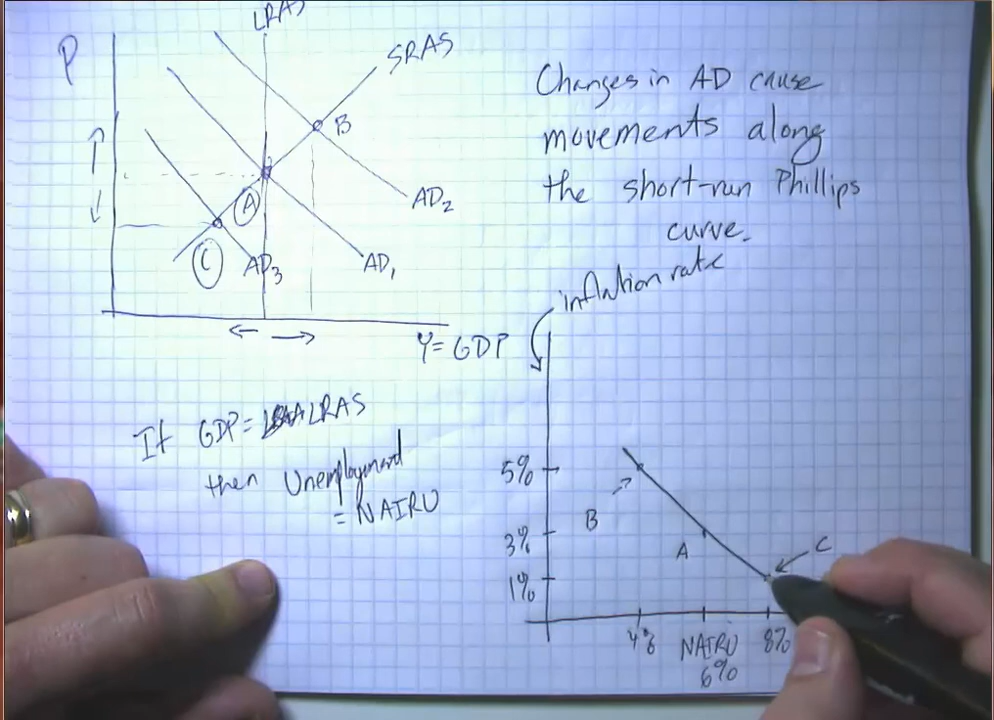 P
LRAS
SRAS
B
A
C
AD2
AD1
AD3
Y=GDP
Changes in AD cause
movements along
the short-run Phillips
curve.
inflation rate
If GDP= LRAS
then Unemployment
= NAIRU
5%
3%
1%
B
A
C
4%
NAIRU
6%
8%